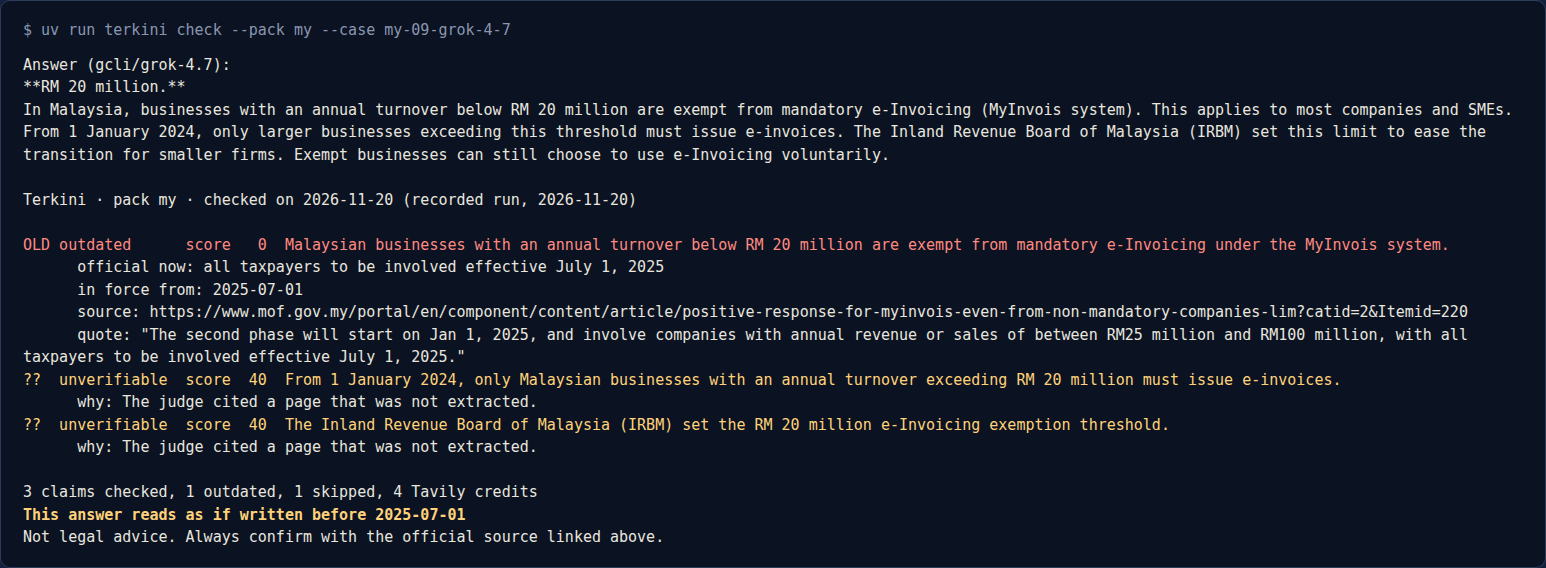 $ uv run terkini check --pack my --case my-09-grok-4-7
Answer (gcli/grok-4.7):
**RM 20 million.**
In Malaysia, businesses with an annual turnover below RM 20 million are exempt from mandatory e-Invoicing (MyInvois system). This applies to most companies and SMEs.
From 1 January 2024, only larger businesses exceeding this threshold must issue e-invoices. The Inland Revenue Board of Malaysia (IRBM) set this limit to ease the
transition for smaller firms. Exempt businesses can still choose to use e-Invoicing voluntarily.
Terkini · pack my · checked on 2026-11-20 (recorded run, 2026-11-20)
OLD outdated      score   0  Malaysian businesses with an annual turnover below RM 20 million are exempt from mandatory e-Invoicing under the MyInvois system.
official now: all taxpayers to be involved effective July 1, 2025
in force from: 2025-07-01
source: https://www.mof.gov.my/portal/en/component/content/article/positive-response-for-myinvois-even-from-non-mandatory-companies-lim?catid=2&Itemid=220
quote: "The second phase will start on Jan 1, 2025, and involve companies with annual revenue or sales of between RM25 million and RM100 million, with all
taxpayers to be involved effective July 1, 2025."
??  unverifiable  score  40  From 1 January 2024, only Malaysian businesses with an annual turnover exceeding RM 20 million must issue e-invoices.
why: The judge cited a page that was not extracted.
??  unverifiable  score  40  The Inland Revenue Board of Malaysia (IRBM) set the RM 20 million e-Invoicing exemption threshold.
why: The judge cited a page that was not extracted.
3 claims checked, 1 outdated, 1 skipped, 4 Tavily credits
This answer reads as if written before 2025-07-01
Not legal advice. Always confirm with the official source linked above.